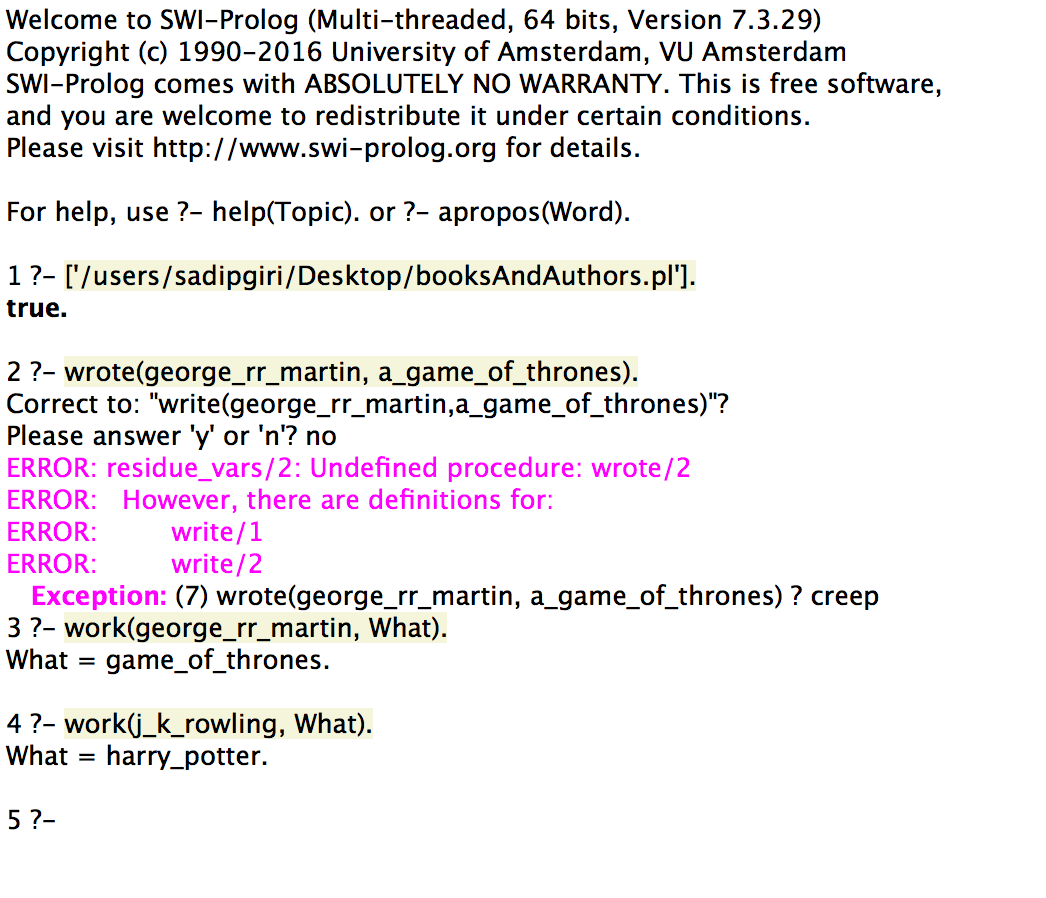 Welcome to SWI-Prolog (Multi-threaded, 64 bits, Version 7.3.29)
Copyright (c) 1990-2016 University of Amsterdam, VU Amsterdam
SWI-Prolog comes with ABSOLUTELY NO WARRANTY. This is free software,
and you are welcome to redistribute it under certain conditions.
Please visit http://www.swi-prolog.org for details.
For help, use ?- help(Topic). or ?- apropos(Word).
1 ?- ['/users/sadipgiri/Desktop/booksAndAuthors.pl'].
true.
2 ?- wrote(george_rr_martin, a_game_of_thrones).
Correct to: "write(george_rr_martin,a_game_of_thrones)"?
Please answer 'y' or 'n'? no
ERROR: residue_vars/2: Undefined procedure: wrote/2
ERROR:   However, there are definitions for:
ERROR:         write/1
ERROR:         write/2
   Exception: (7) wrote(george_rr_martin, a_game_of_thrones) ? creep
3 ?- work(george_rr_martin, What).
What = game_of_thrones.
4 ?- work(j_k_rowling, What).
What = harry_potter.
5 ?-